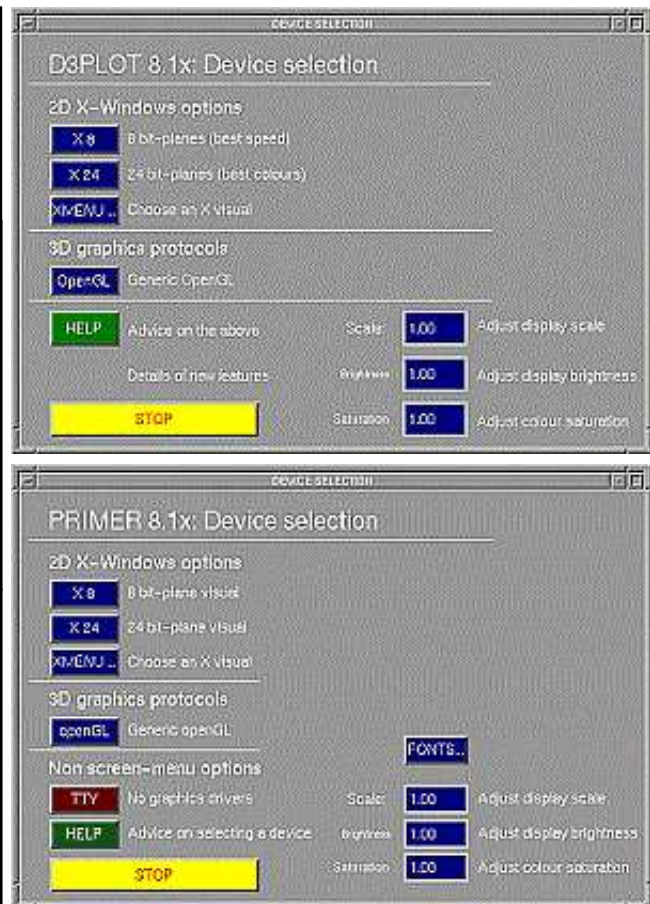 DEVICE SELECTION
D3PLOT 8.1x: Device selection
2D X-Windows options
X 8 8 bit-planes (best speed)
X 24 24 bit-planes (best colours)
XMENU... Choose an X visual
3D graphics protocols
OpenGL Generic OpenGL
HELP Advice on the above Scale: 1.00 Adjust display scale
Details of new features Brightness 1.00 Adjust display brightness
STOP Saturation 1.00 Adjust colour saturation
DEVICE SELECTION
PRIMER 8.1x: Device selection
2D X-Windows options
X 8 8 bit-plane visual
X 24 24 bit-plane visual
XMENU... Choose an X visual
3D graphics protocols
openGL Generic openGL
FONTS...
Non screen-menu options
TTY No graphics drivers Scale: 1.00 Adjust display scale
HELP Advice on selecting a device Brightness 1.00 Adjust display brightness
STOP Saturation 1.00 Adjust colour saturation